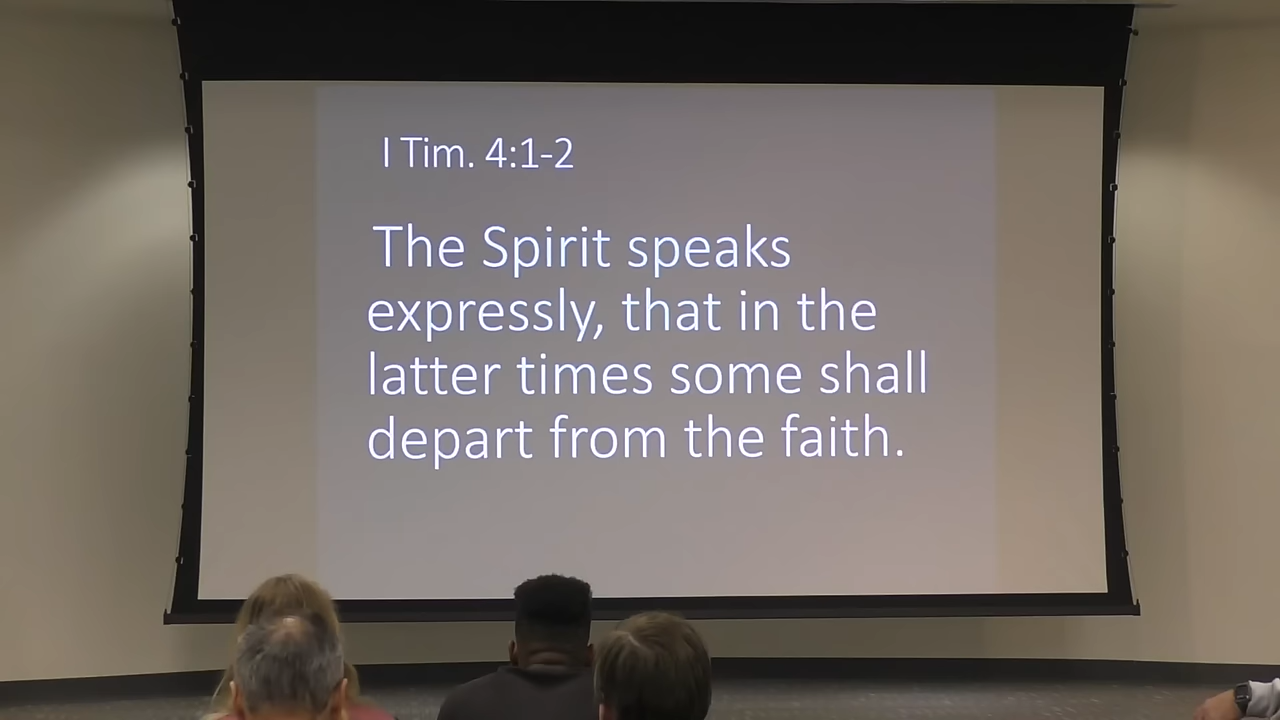 I Tim. 4:1-2
The Spirit speaks
expressly, that in the
latter times some shall
depart from the faith.